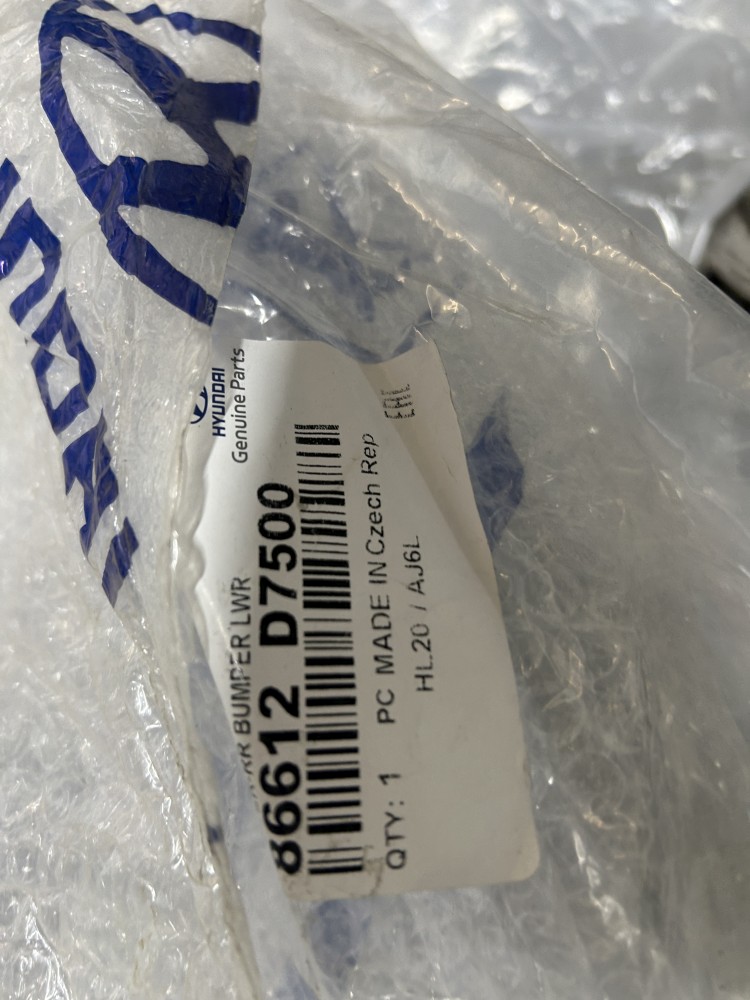 HYUNDAI
Genuine Parts
RR BUMPER LWR
86612 D7500
QTY: 1 PC MADE IN Czech Rep
HL20 / AJ6L